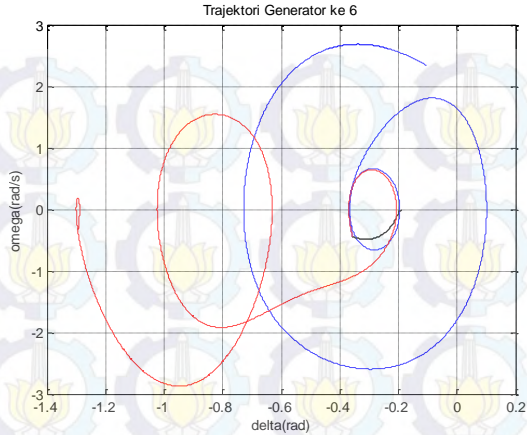 Trajektori Generator ke 6
3
2
1
0
-1
-2
-3
omega(rad/s)
-1.4 -1.2 -1 -0.8 -0.6 -0.4 -0.2 0 0.2
delta(rad)